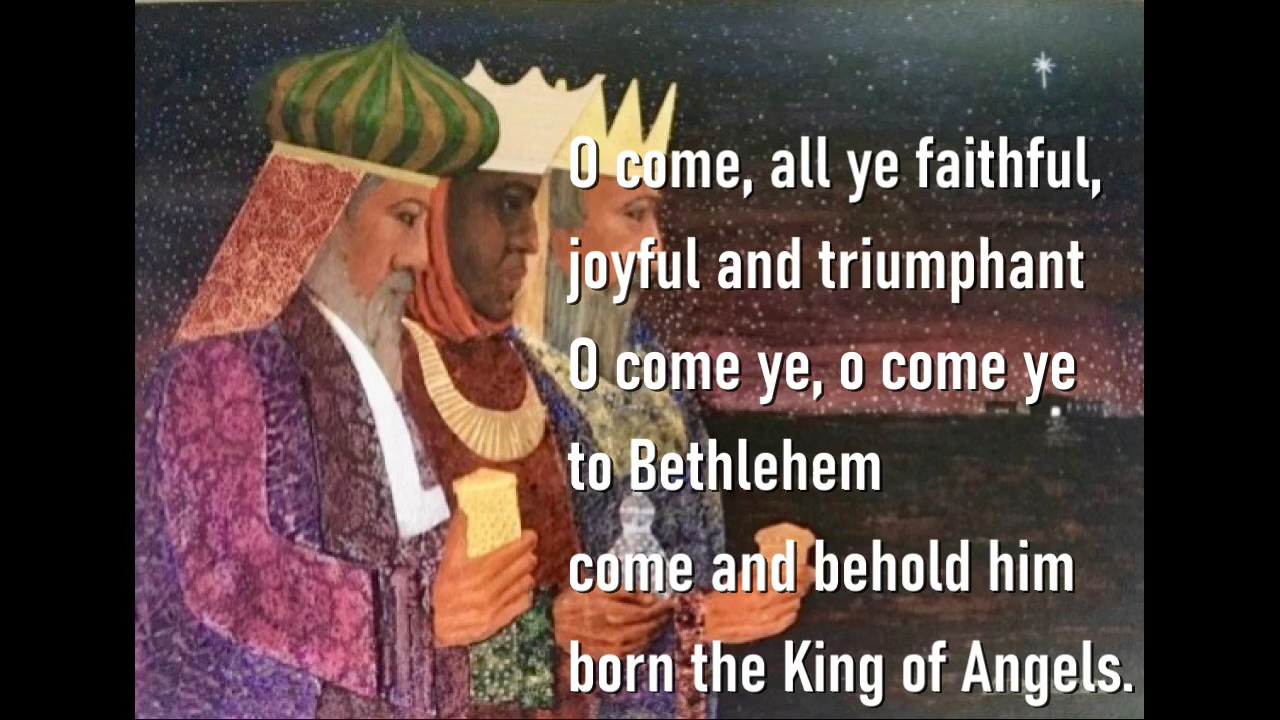 O come, all ye faithful,
joyful and triumphant
O come ye, o come ye
to Bethlehem
come and behold him
born the King of Angels.